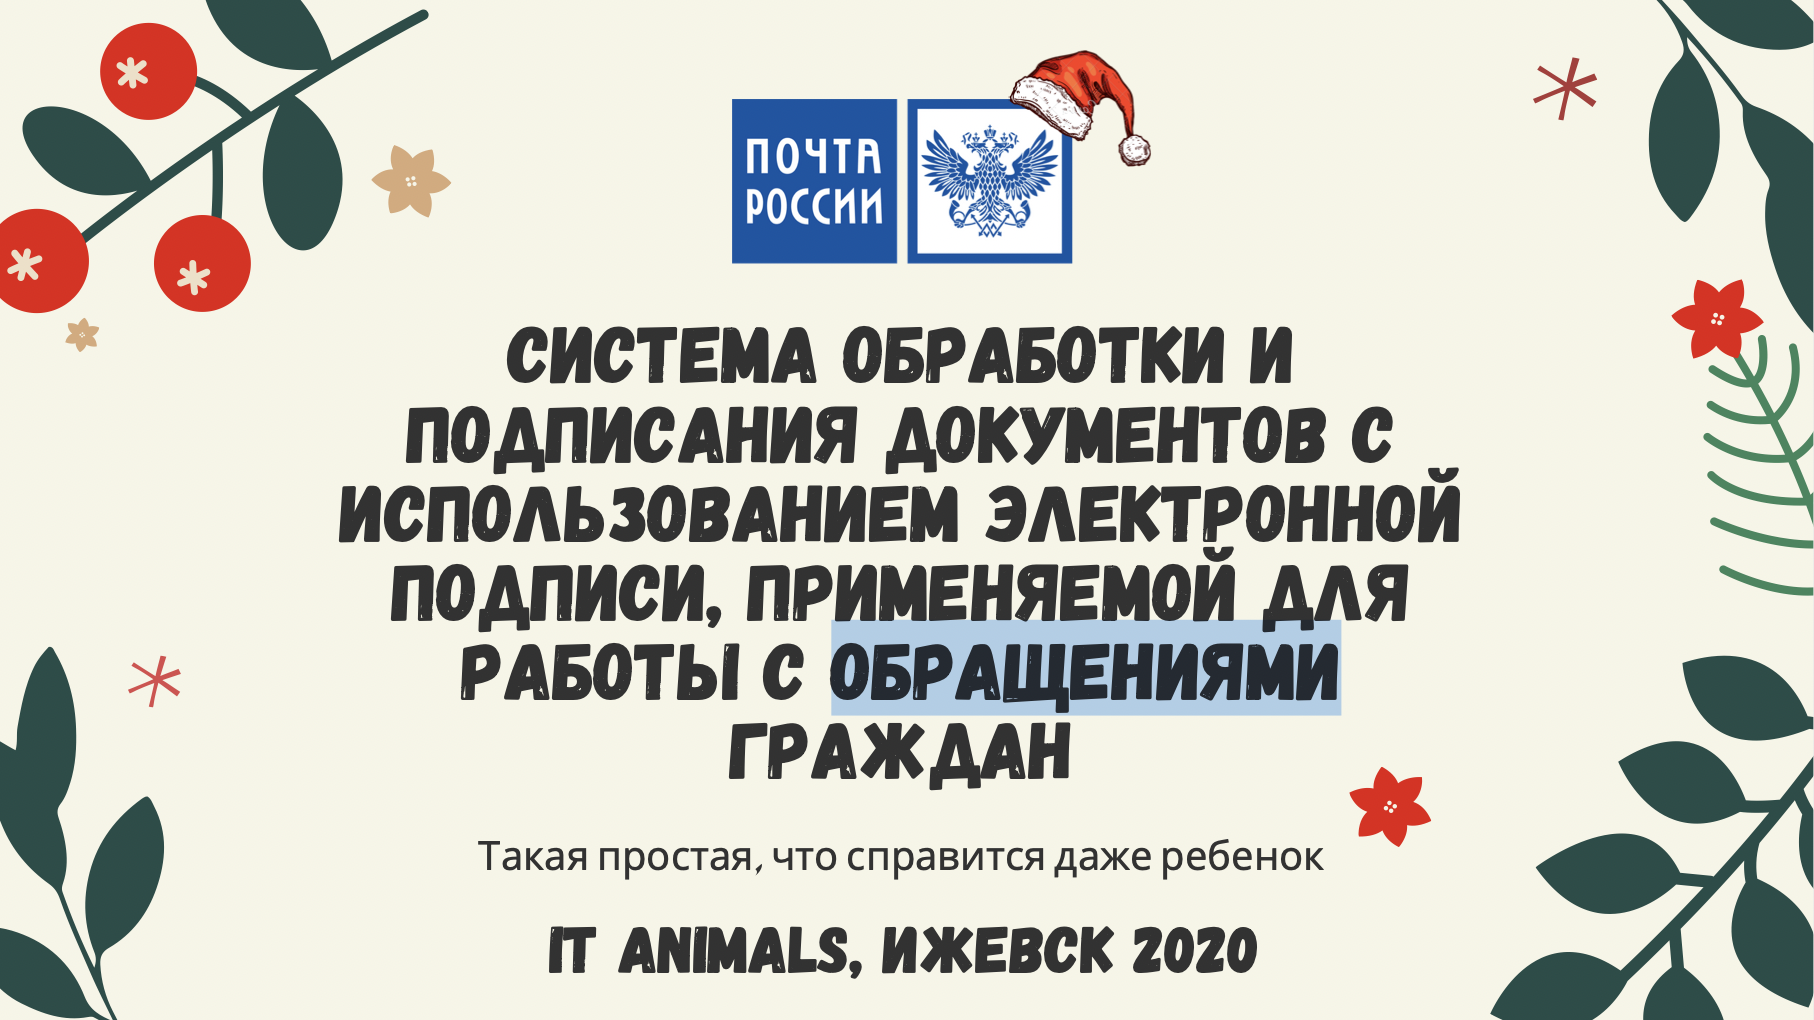 ПОЧТА
РОССИИ
СИСТЕМА ОБРАБОТКИ И
ПОДПИСАНИЯ ДОКУМЕНТОВ С
ИСПОЛЬЗОВАНИЕМ ЭЛЕКТРОННОЙ
ПОДПИСИ, ПРИМЕНЯЕМОЙ ДЛЯ
РАБОТЫ С ОБРАЩЕНИЯМИ
ГРАЖДАН
Такая простая, что справится даже ребенок
IT ANIMALS, ИЖЕВСК 2020